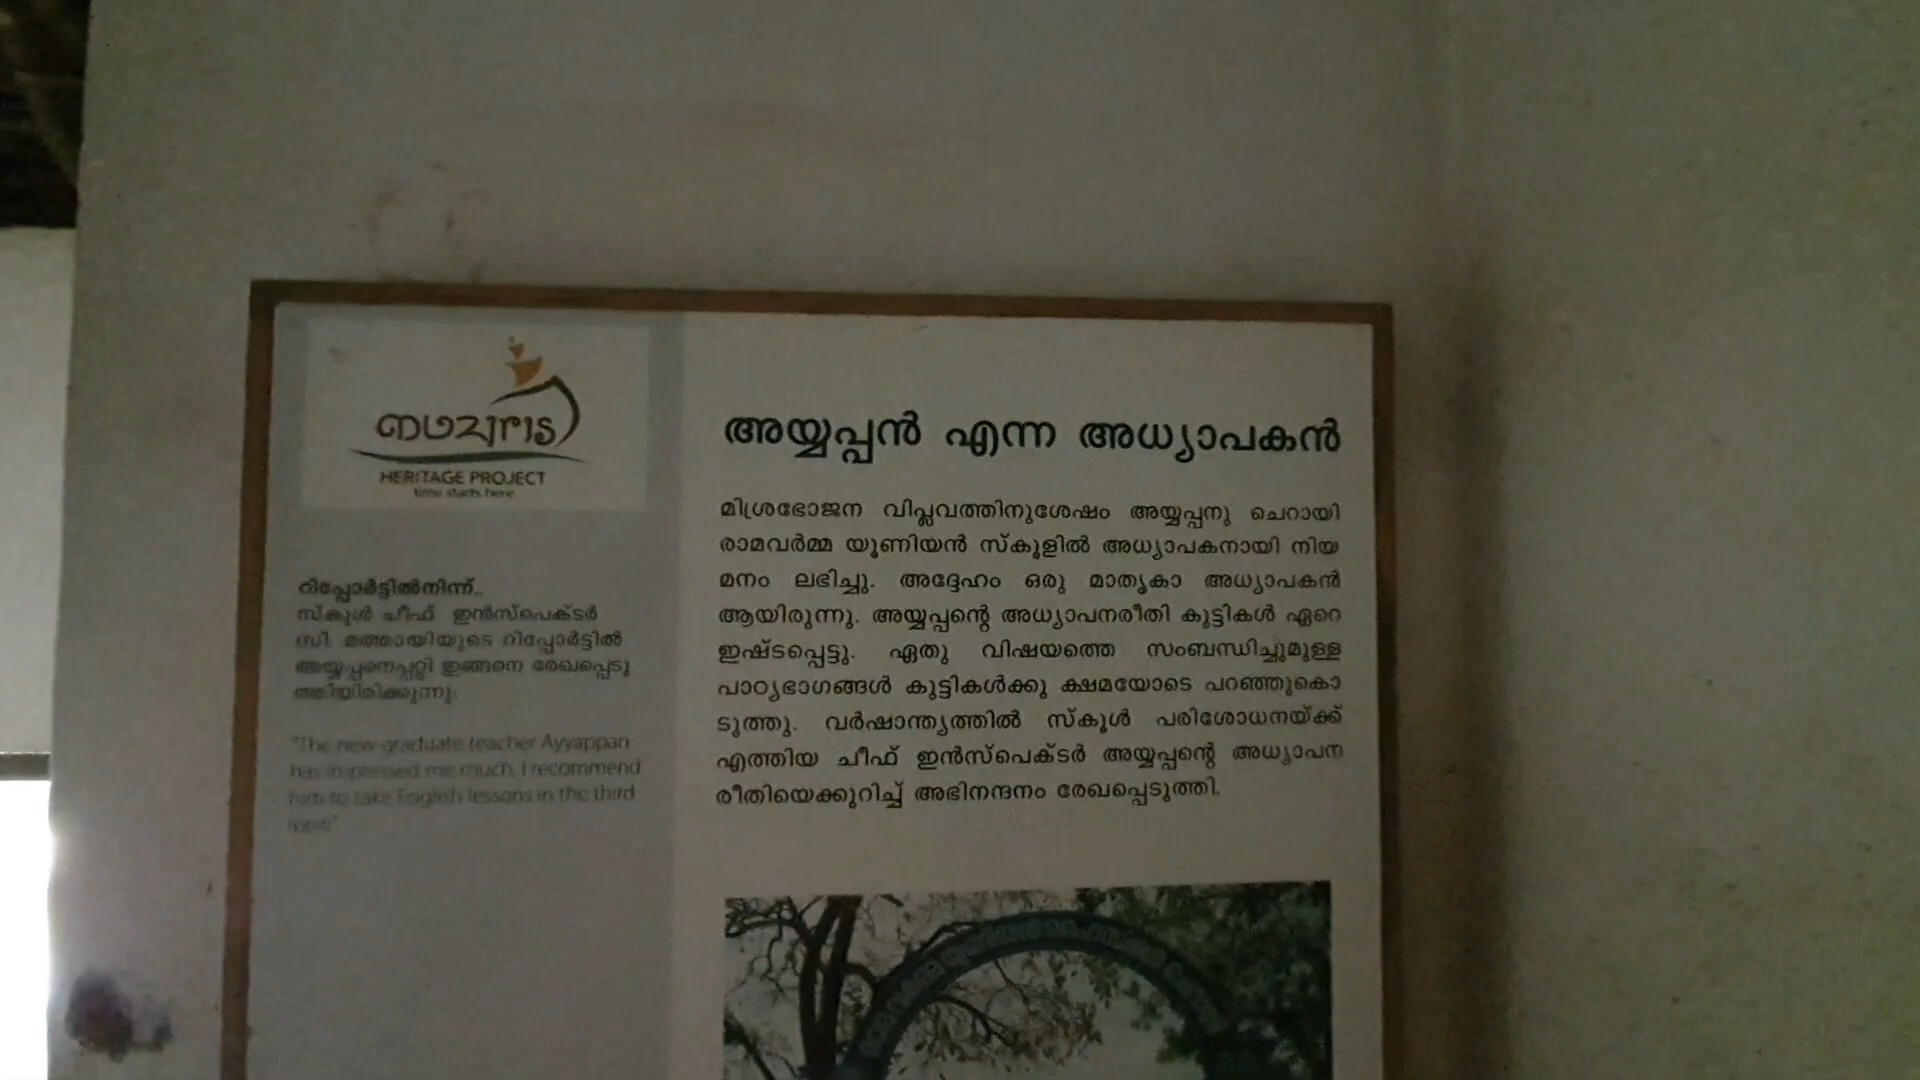 HERITAGE PROJECT
time starts here
റിപ്പോർട്ടിൽനിന്ന്..
സ്കൂൾ ചീഫ് ഇൻസ്പെക്ടർ
സി. മത്തായിയുടെ റിപ്പോർട്ടിൽ
അയ്യപ്പനെപ്പറ്റി ഇങ്ങനെ രേഖപ്പെടു
ത്തിയിരിക്കുന്നു:
"The new graduate teacher Ayyappan
has impressed me much. I recommend
him to take English lessons in the third
അയ്യപ്പൻ എന്ന അധ്യാപകൻ
മിശ്രഭോജന വിപ്ലവത്തിനുശേഷം അയ്യപ്പനു ചെറായി
രാമവർമ്മ യൂണിയൻ സ്കൂളിൽ അധ്യാപകനായി നിയ
മനം ലഭിച്ചു. അദ്ദേഹം ഒരു മാതൃകാ അധ്യാപകൻ
ആയിരുന്നു. അയ്യപ്പന്റെ അധ്യാപനരീതി കുട്ടികൾ ഏറെ
ഇഷ്ടപ്പെട്ടു. ഏതു വിഷയത്തെ സംബന്ധിച്ചുമുള്ള
പാഠ്യഭാഗങ്ങൾ കുട്ടികൾക്കു ക്ഷമയോടെ പറഞ്ഞുകൊ
ടുത്തു. വർഷാന്ത്യത്തിൽ സ്കൂൾ പരിശോധനയ്ക്ക്
എത്തിയ ചീഫ് ഇൻസ്പെക്ടർ അയ്യപ്പന്റെ അധ്യാപന
രീതിയെക്കുറിച്ച് അഭിനന്ദനം രേഖപ്പെടുത്തി.